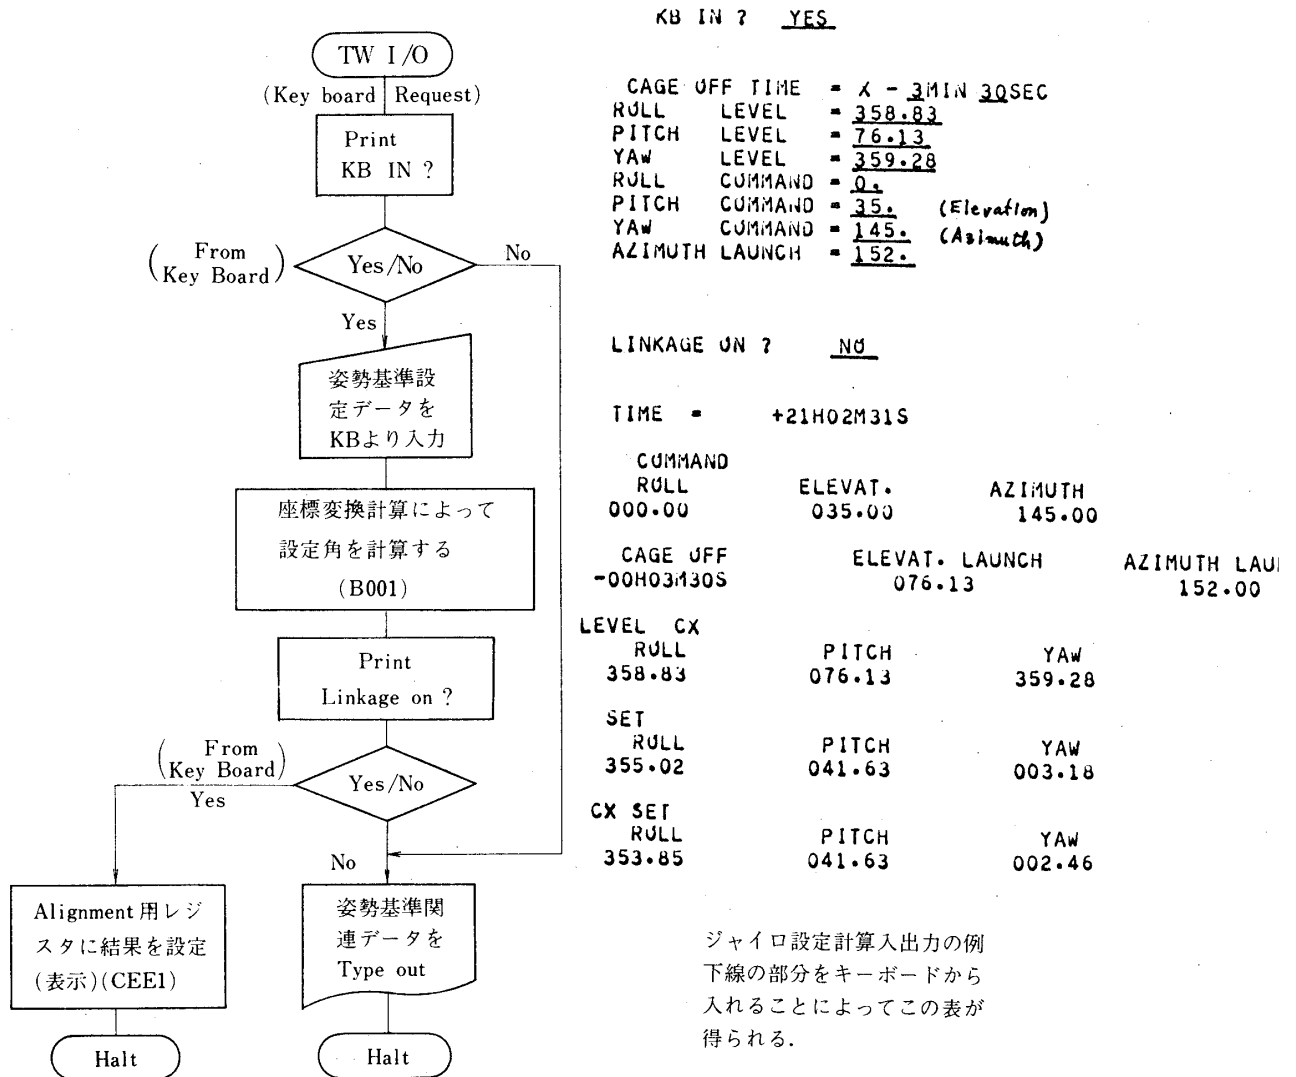 TW I/O
(Key board Request)
Print
KB IN ?
(From
Key Board)
Yes/No
No
Yes
姿勢基準設
定データを
KBより入力
座標変換計算によって
設定角を計算する
(B001)
Print
Linkage on ?
(From
Key Board)
Yes/No
Yes
No
Alignment用レジ
スタに結果を設定
(表示)(CEE1)
姿勢基準関
連データを
Type out
Halt
Halt
KB IN ? YES
CAGE OFF TIME = X - 3MIN 30SEC
ROLL LEVEL = 358.83
PITCH LEVEL = 76.13
YAW LEVEL = 359.28
ROLL COMMAND = 0.
PITCH COMMAND = 35. (Elevation)
YAW COMMAND = 145. (Azimuth)
AZIMUTH LAUNCH = 152.
LINKAGE ON ? NO
TIME = +21H02M31S
COMMAND
ROLL ELEVAT. AZIMUTH
000.00 035.00 145.00
CAGE OFF ELEVAT. LAUNCH AZIMUTH LAU
-00H03M30S 076.13 152.00
LEVEL CX
ROLL PITCH YAW
358.83 076.13 359.28
SET
ROLL PITCH YAW
355.02 041.63 003.18
CX SET
ROLL PITCH YAW
353.85 041.63 002.46
ジャイロ設定計算入出力の例
下線の部分をキーボードから
入れることによってこの表が
得られる.